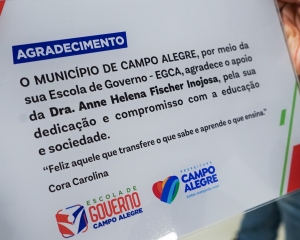 AGRADECIMENTO
O MUNICÍPIO DE CAMPO ALEGRE, por meio da
sua Escola de Governo - EGCA, agradece o apoio
da Dra. Anne Helena Fischer Inojosa, pela sua
dedicação e compromisso com a educação
e sociedade.
"Feliz aquele que transfere o que sabe e aprende o que ensina."
Cora Carolina
ESCOLA DE
GOVERNO
CAMPO ALEGRE
PREFEITURA
CAMPO
ALEGRE